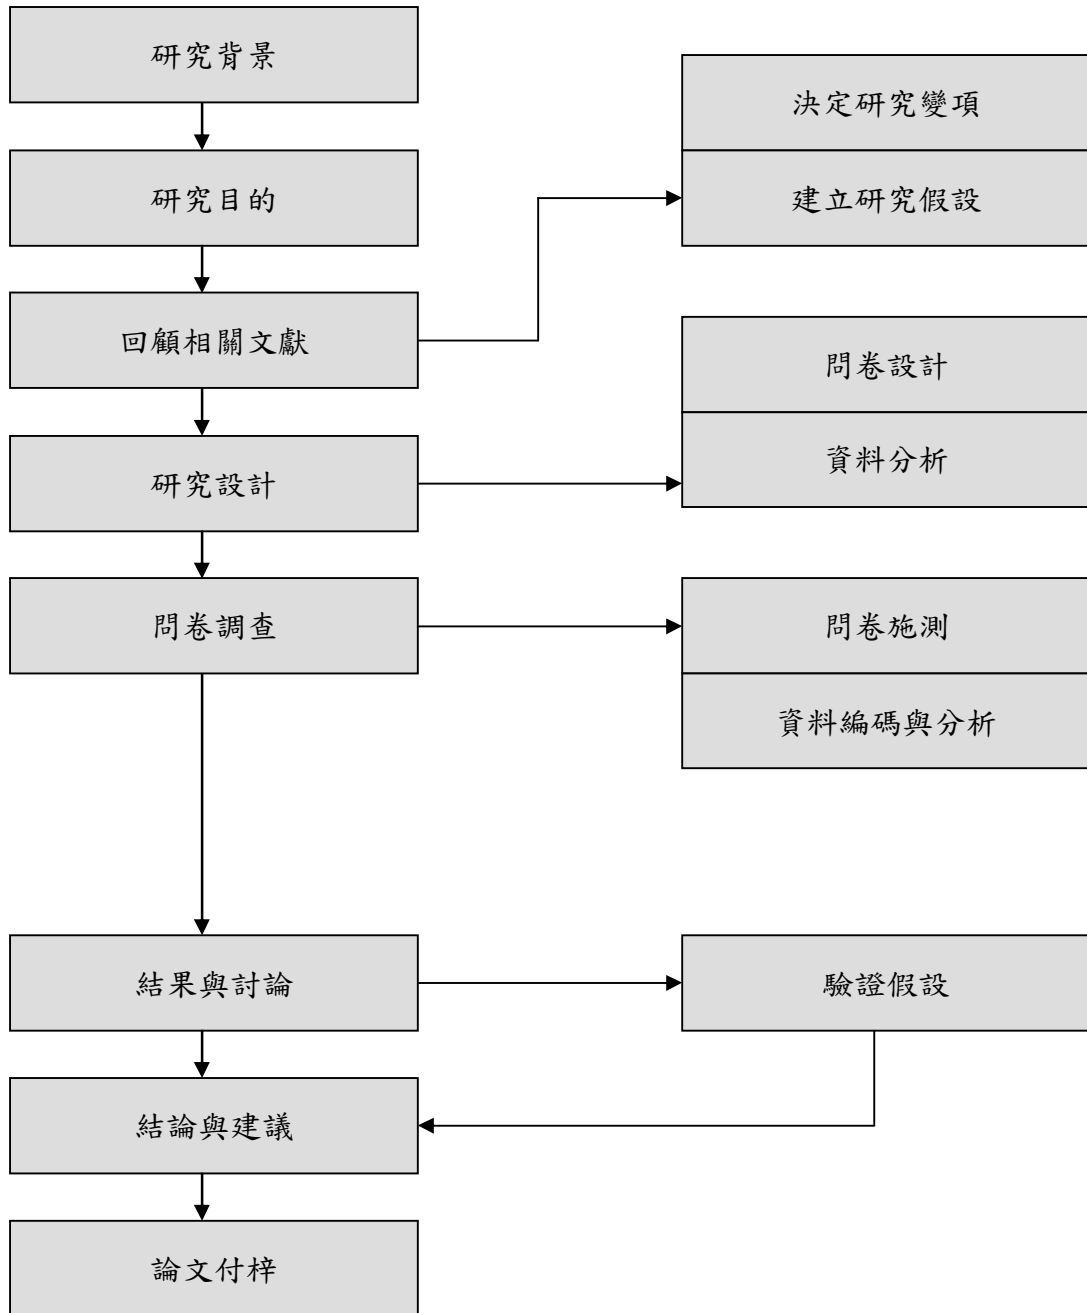 研究背景
決定研究變項
研究目的
建立研究假設
回顧相關文獻
問卷設計
研究設計
資料分析
問卷調查
問卷施測
資料編碼與分析
結果與討論
驗證假設
結論與建議
論文付梓